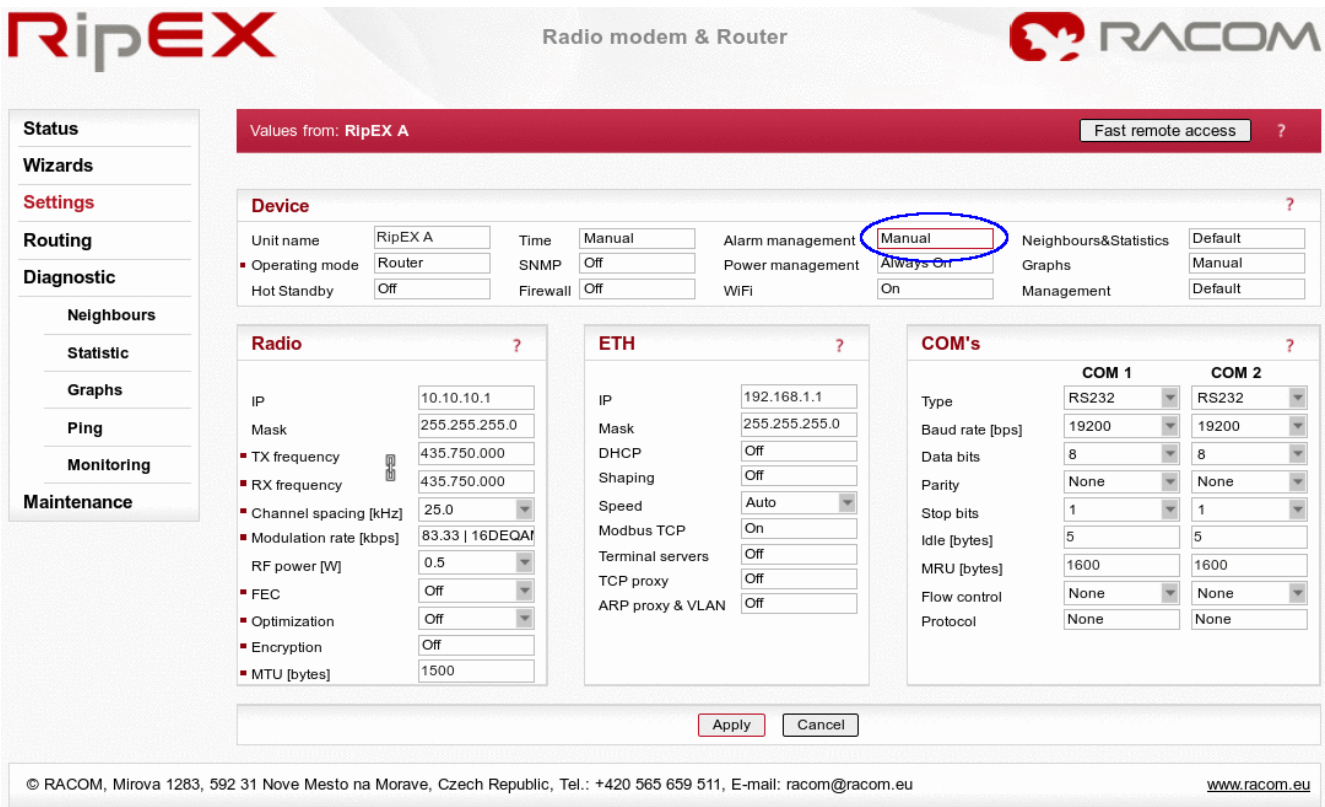 RipEX
Radio modem & Router
RACOM
Status
Wizards
Settings
Routing
Diagnostic
Neighbours
Statistic
Graphs
Ping
Monitoring
Maintenance
Values from: RipEX A
Fast remote access ?
Device ?
Unit name RipEX A Time Manual Alarm management Manual Neighbours&Statistics Default
Operating mode Router SNMP Off Power management Always On Graphs Manual
Hot Standby Off Firewall Off WiFi On Management Default
Radio ?
IP 10.10.10.1
Mask 255.255.255.0
TX frequency 435.750.000
RX frequency 435.750.000
Channel spacing [kHz] 25.0
Modulation rate [kbps] 83.33 | 16DEQAM
RF power [W] 0.5
FEC Off
Optimization Off
Encryption Off
MTU [bytes] 1500
ETH ?
IP 192.168.1.1
Mask 255.255.255.0
DHCP Off
Shaping Off
Speed Auto
Modbus TCP On
Terminal servers Off
TCP proxy Off
ARP proxy & VLAN Off
COM's ?
COM 1 COM 2
Type RS232 RS232
Baud rate [bps] 19200 19200
Data bits 8 8
Parity None None
Stop bits 1 1
Idle [bytes] 5 5
MRU [bytes] 1600 1600
Flow control None None
Protocol None None
Apply Cancel
© RACOM, Mirova 1283, 592 31 Nove Mesto na Morave, Czech Republic, Tel.: +420 565 659 511, E-mail: racom@racom.eu www.racom.eu